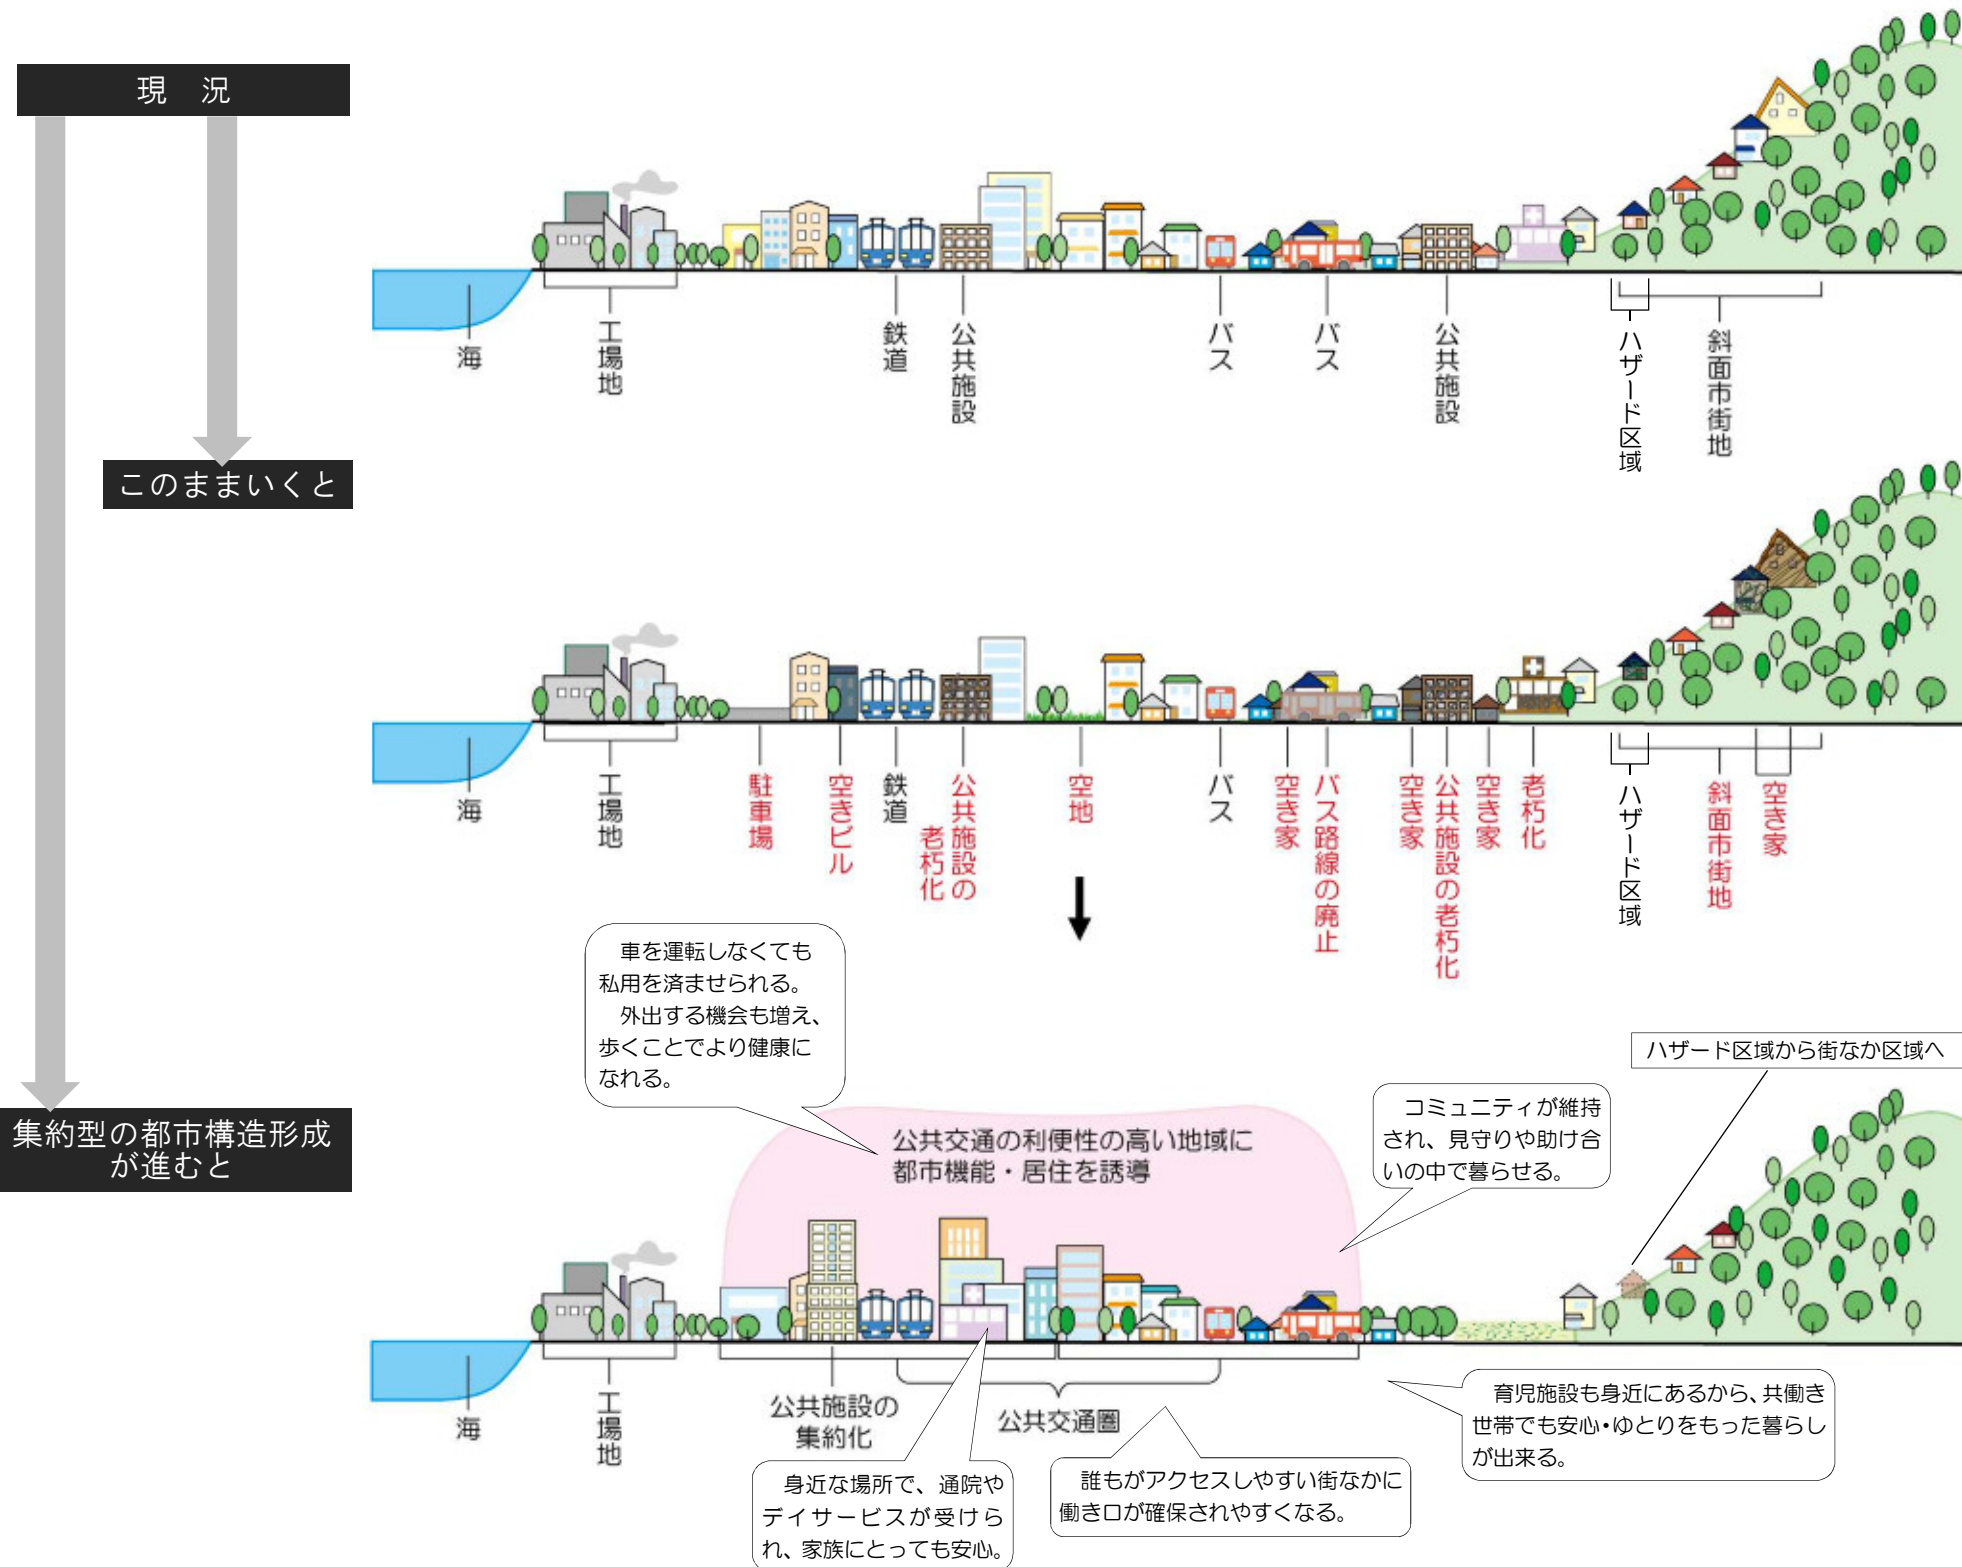 現　況
海
工場地
鉄道
公共施設
バス
バス
公共施設
ハザード区域
斜面市街地
このままいくと
海
工場地
駐車場
空きビル
鉄道
公共施設の
老朽化
空地
バス
空き家
バス路線の廃止
空き家
公共施設の老朽化
空き家
老朽化
ハザード区域
斜面市街地
空き家
車を運転しなくても
私用を済ませられる。
外出する機会も増え、
歩くことでより健康に
なれる。
ハザード区域から街なか区域へ
コミュニティが維持
され、見守りや助け合
いの中で暮らせる。
集約型の都市構造形成
が進むと
公共交通の利便性の高い地域に
都市機能・居住を誘導
海
工場地
公共施設の
集約化
公共交通圏
育児施設も身近にあるから、共働き
世帯でも安心・ゆとりをもった暮らし
が出来る。
身近な場所で、通院や
デイサービスが受けら
れ、家族にとっても安心。
誰もがアクセスしやすい街なかに
働き口が確保されやすくなる。